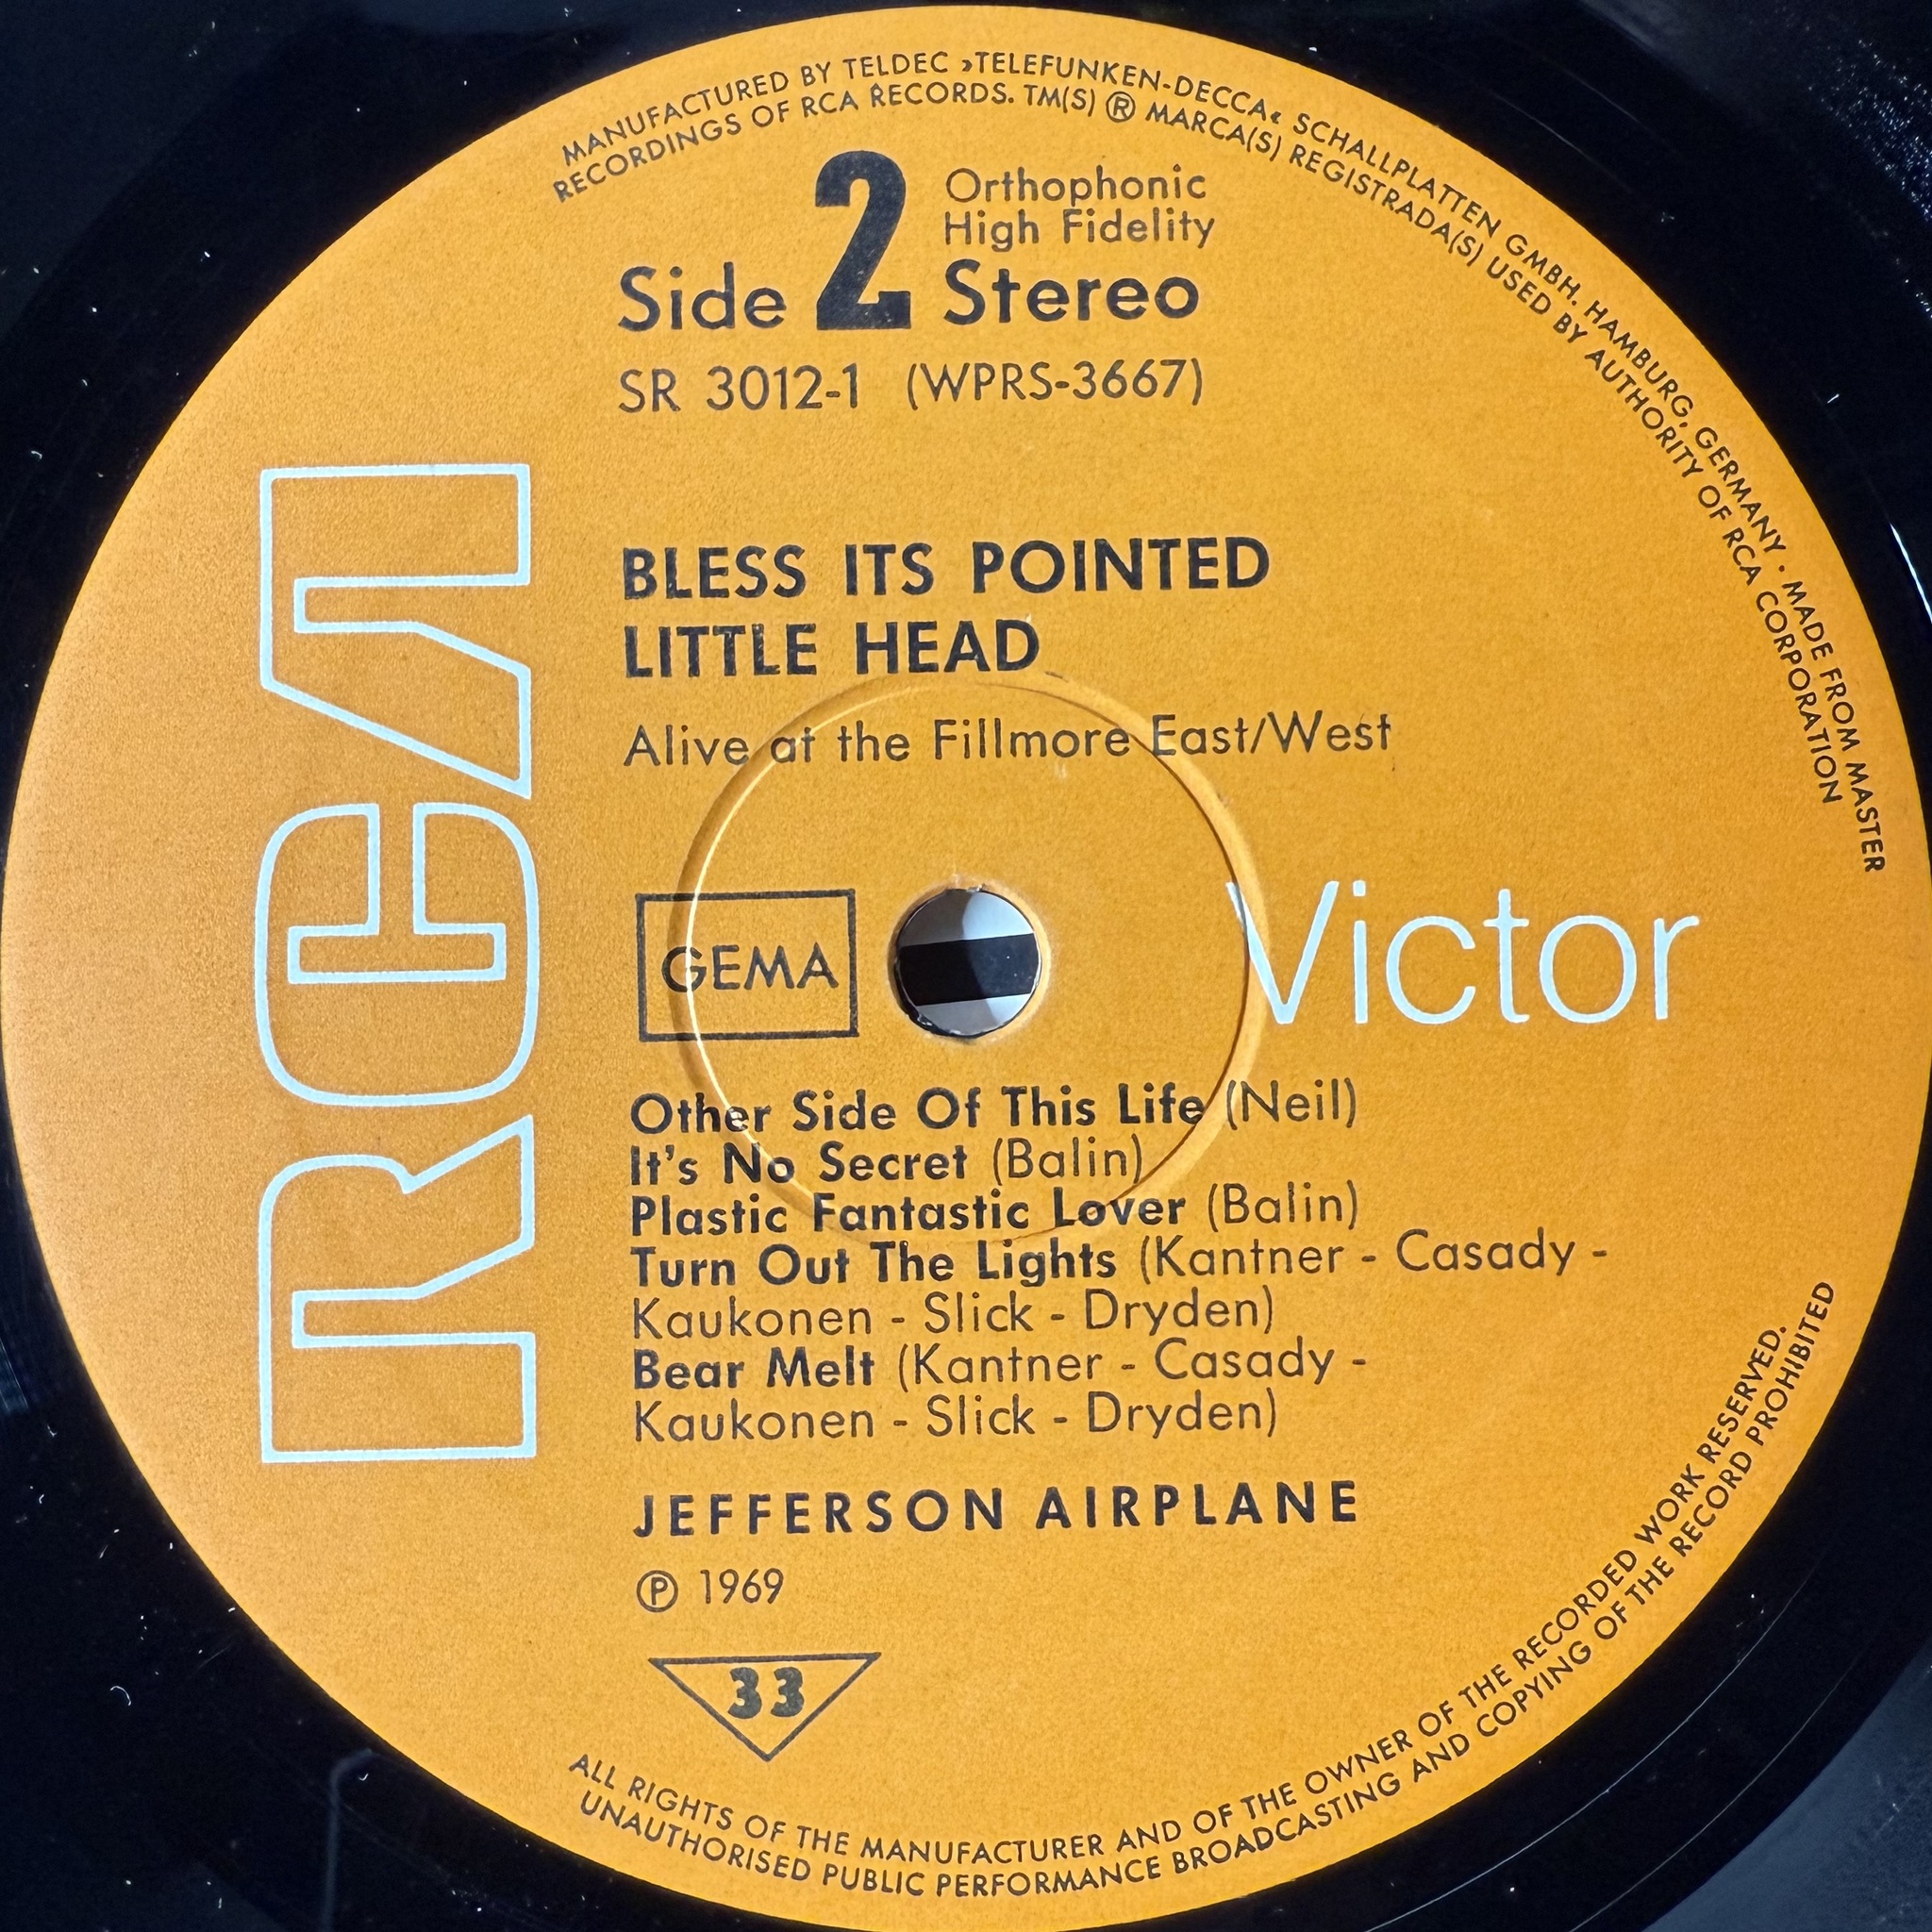 MANUFACTURED BY TELDEC »TELEFUNKEN-DECCA« SCHALLPLATTEN GMBH. HAMBURG, GERMANY · MADE FROM MASTER
RECORDINGS OF RCA RECORDS. TM(S) ® MARCA(S) REGISTRADA(S) USED BY AUTHORITY OF RCA CORPORATION
Side 2
Orthophonic
High Fidelity
Stereo
SR 3012-1 (WPRS-3667)
BLESS ITS POINTED
LITTLE HEAD
Alive at the Fillmore East/West
RCA
GEMA
Victor
Other Side Of This Life (Neil)
It's No Secret (Balin)
Plastic Fantastic Lover (Balin)
Turn Out The Lights (Kantner - Casady -
Kaukonen - Slick - Dryden)
Bear Melt (Kantner - Casady -
Kaukonen - Slick - Dryden)
JEFFERSON AIRPLANE
℗ 1969
33
ALL RIGHTS OF THE MANUFACTURER AND OF THE OWNER OF THE RECORDED WORK RESERVED.
UNAUTHORISED PUBLIC PERFORMANCE BROADCASTING AND COPYING OF THE RECORD PROHIBITED